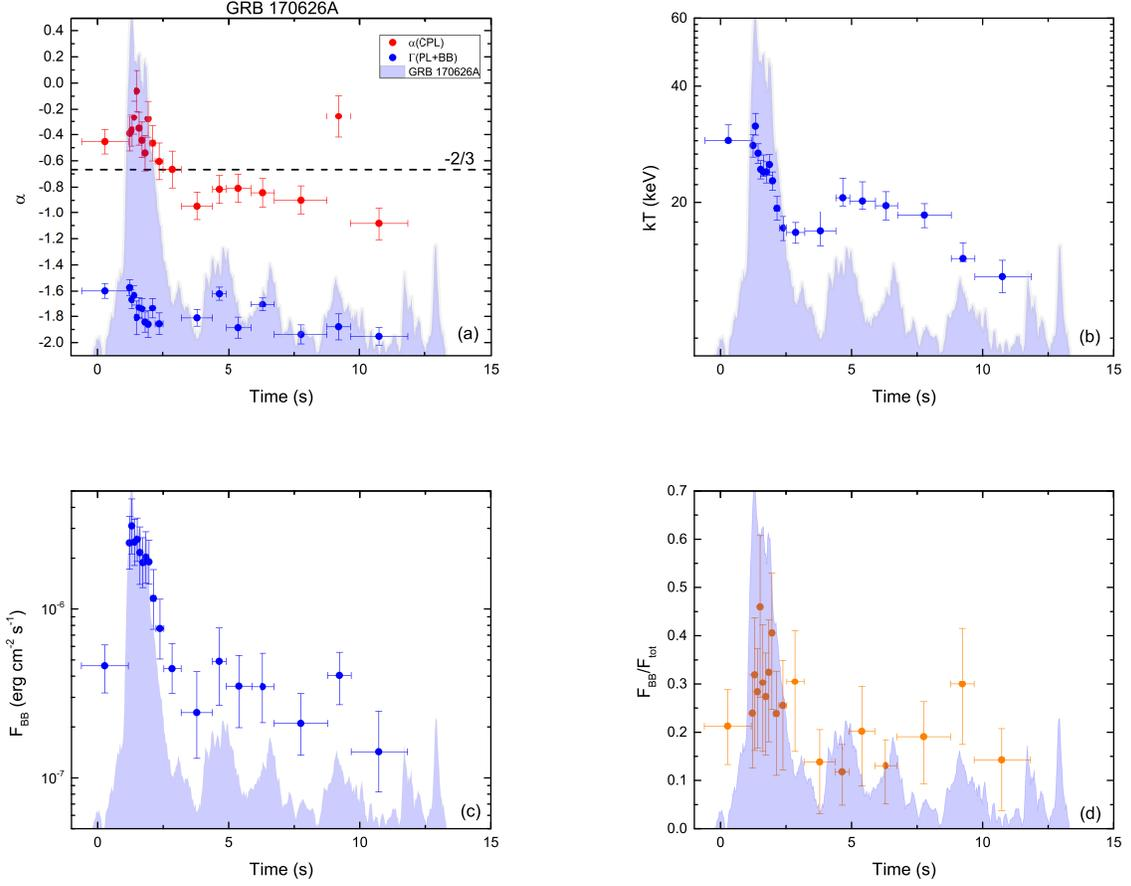 GRB 170626A
0.4
0.2
0.0
-0.2
-0.4
-0.6
-0.8
-1.0
-1.2
-1.4
-1.6
-1.8
-2.0
α
α(CPL)
Γ(PL+BB)
GRB 170626A
-2/3
(a)
0 5 10 15
Time (s)
60
40
20
kT (keV)
(b)
0 5 10 15
Time (s)
10⁻⁶
10⁻⁷
F_BB (erg cm⁻² s⁻¹)
(c)
0 5 10 15
Time (s)
0.7
0.6
0.5
0.4
0.3
0.2
0.1
0.0
F_BB/F_tot
(d)
0 5 10 15
Time (s)